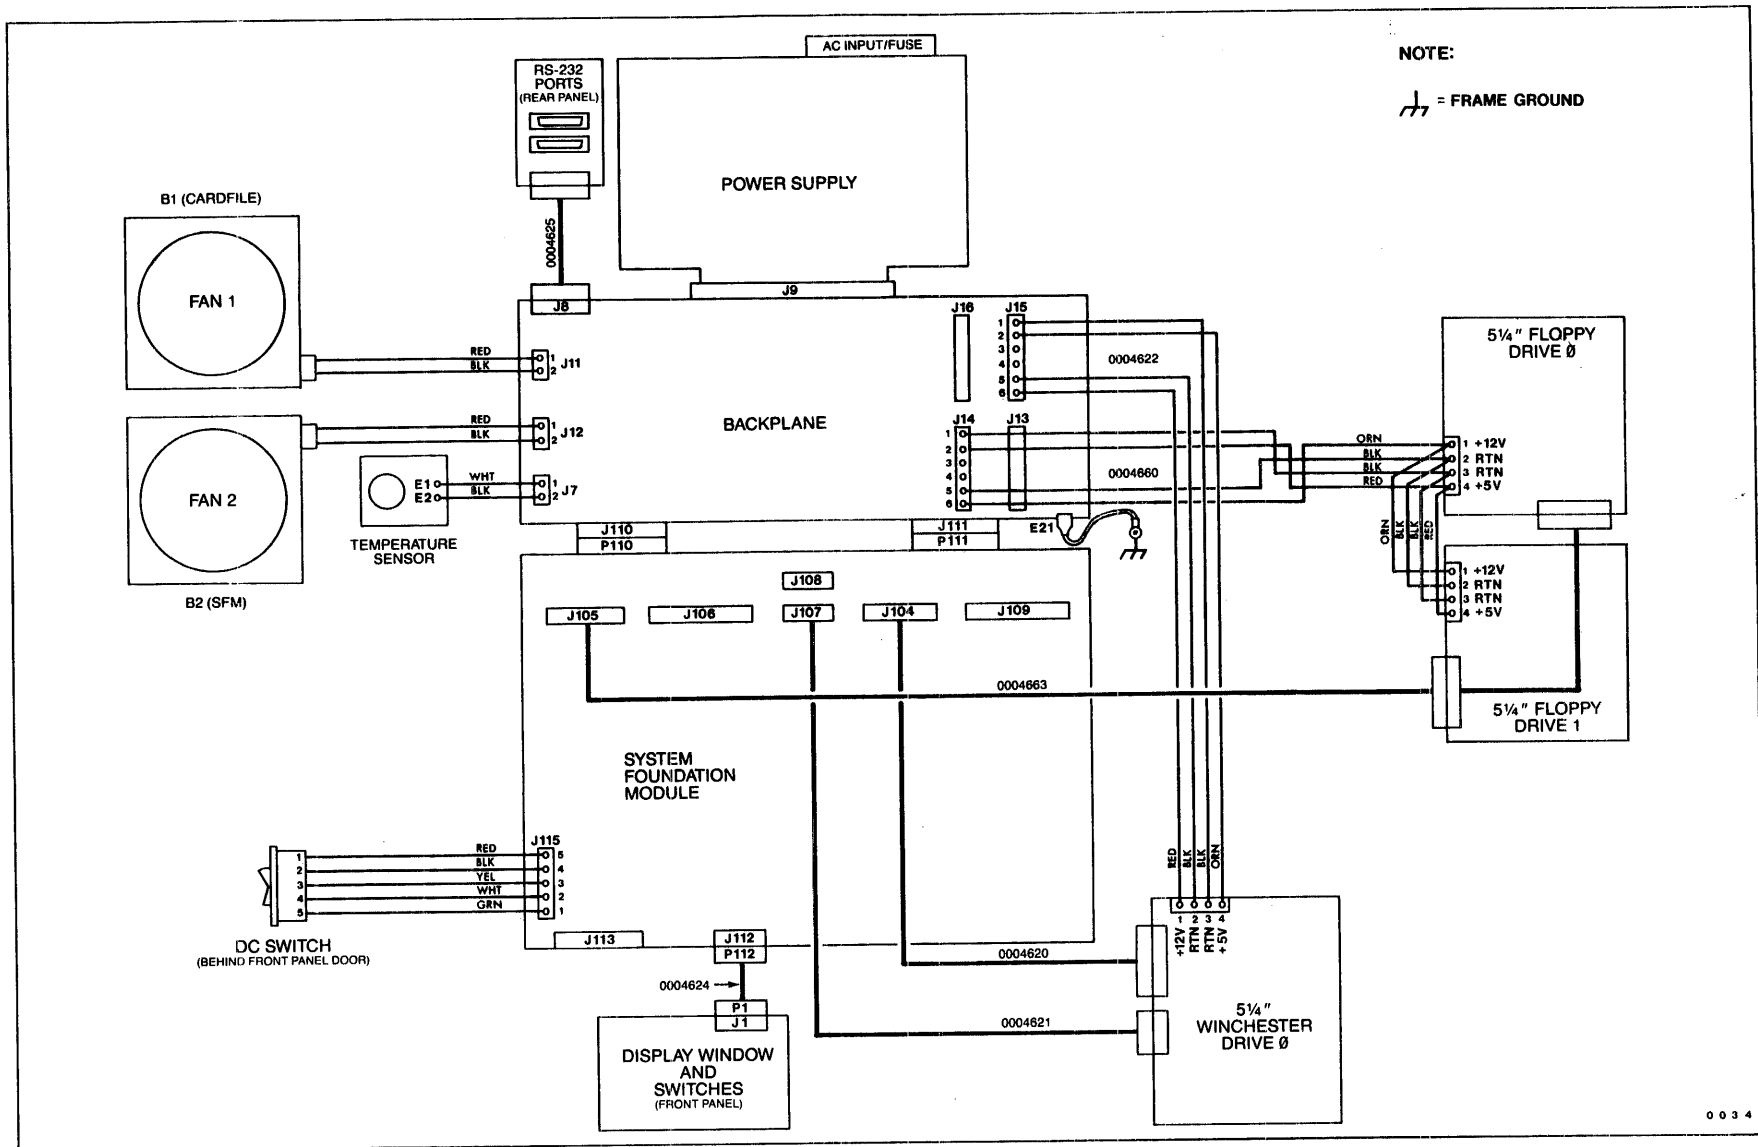 AC INPUT/FUSE
NOTE:
= FRAME GROUND
RS-232
PORTS
(REAR PANEL)
POWER SUPPLY
0004625
B1 (CARDFILE)
FAN 1
J8
J9
J16
J15
1
2
3
4
5
6
0004622
RED
BLK
1
2
J11
BACKPLANE
RED
BLK
1
2
J12
FAN 2
B2 (SFM)
E1
E2
WHT
BLK
1
2
J7
TEMPERATURE
SENSOR
J14
J13
1
2
3
4
5
6
0004660
E21
5¼" FLOPPY
DRIVE Ø
ORN
BLK
BLK
RED
1 +12V
2 RTN
3 RTN
4 +5V
ORN
BLK
BLK
RED
1 +12V
2 RTN
3 RTN
4 +5V
5¼" FLOPPY
DRIVE 1
J110
P110
J111
P111
J108
J105
J106
J107
J104
J109
0004663
SYSTEM
FOUNDATION
MODULE
J115
1
2
3
4
5
RED
BLK
YEL
WHT
GRN
5
4
3
2
1
DC SWITCH
(BEHIND FRONT PANEL DOOR)
J113
J112
P112
0004624
P1
J1
DISPLAY WINDOW
AND
SWITCHES
(FRONT PANEL)
0004620
0004621
RED
BLK
BLK
ORN
1
2
3
4
+12V
RTN
RTN
+5V
5¼"
WINCHESTER
DRIVE Ø
0034